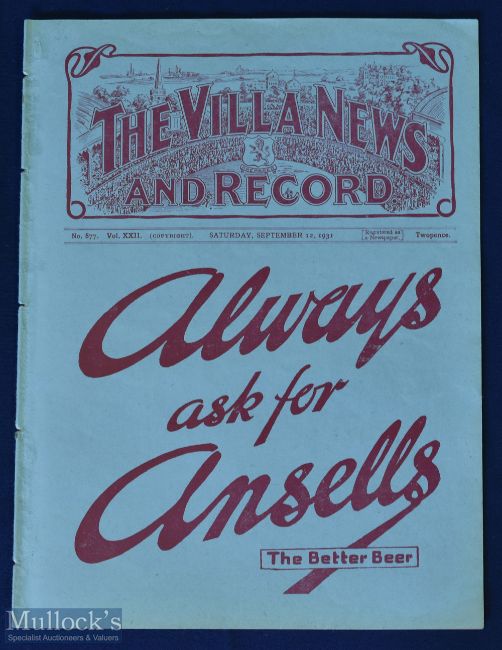 THE VILLA NEWS
AND RECORD.
No. 877. Vol. XXII. (COPYRIGHT). SATURDAY, SEPTEMBER 12, 1931 [Registered as a Newspaper.] Twopence.
Always
ask for
Ansells
The Better Beer
Mullock's
Specialist Auctioneers & Valuers